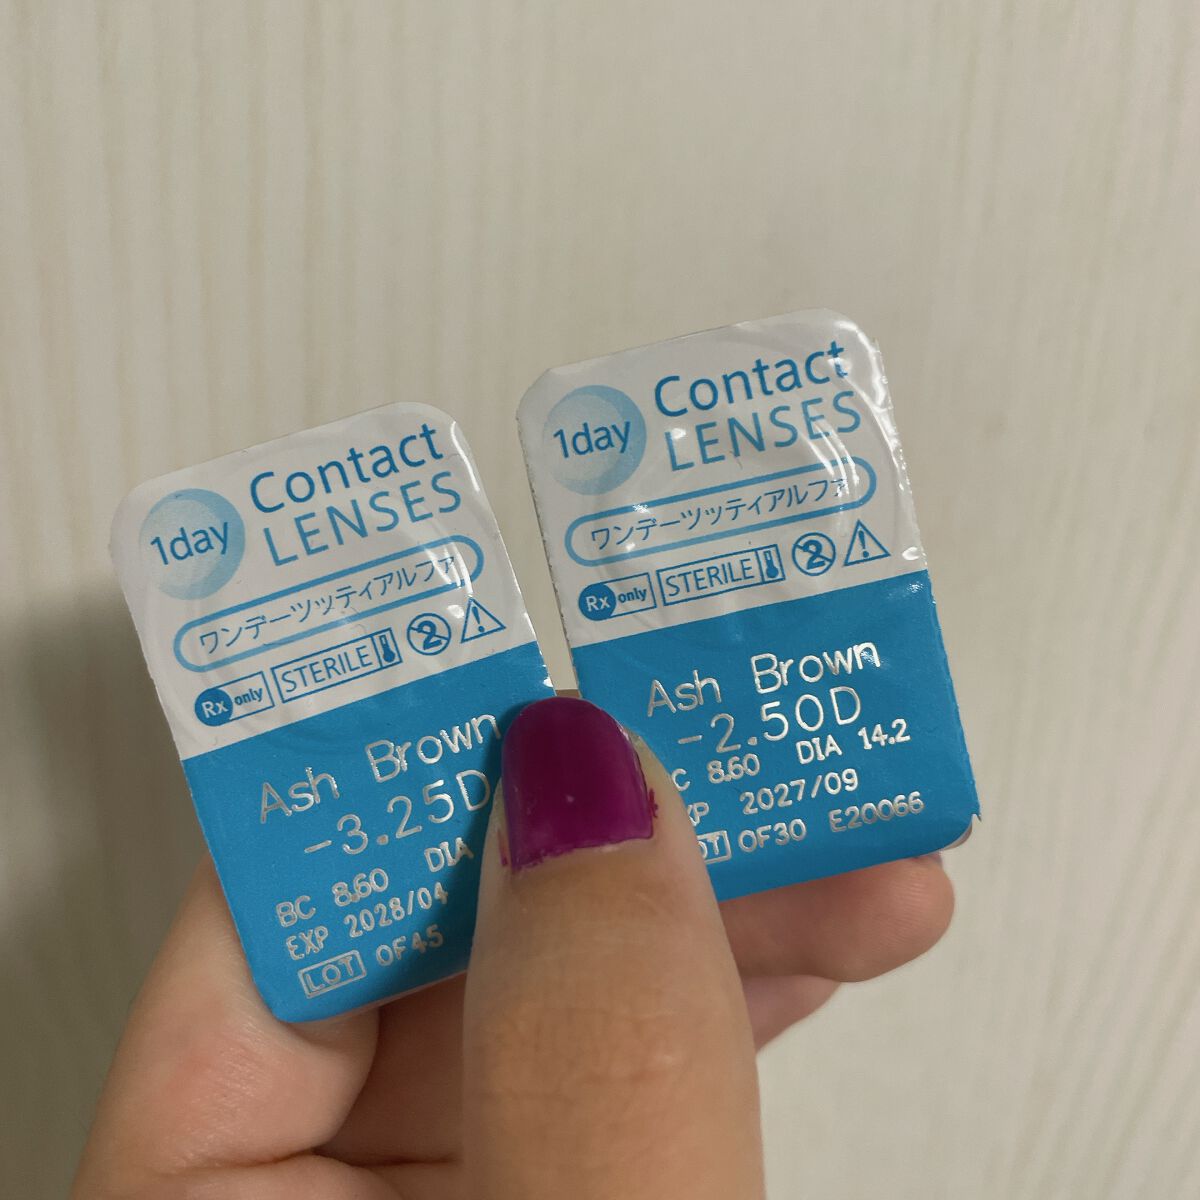 1day
Contact
LENSES
ワンデーツッティアルファ
Rx only STERILE 2
Ash Brown
-3.25D
BC 8.60 DIA
EXP 2028/04
LOT OF45
1day
Contact
LENSES
ワンデーツッティアルファ
Rx only STERILE 2
Ash Brown
-2.50D
C 8.60 DIA 14.2
XP 2027/09
OT OF30 E20066